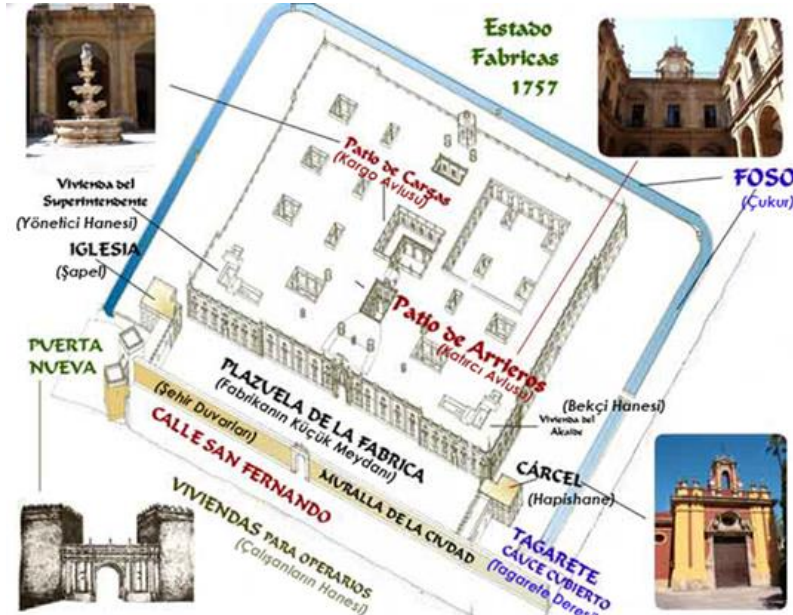 Estado
Fabricas
1757
Patio de Cargas
(Kargo Avlusu)
Vivienda del
Superintendente
(Yönetici Hanesi)
IGLESIA
(Şapel)
FOSO
(Çukur)
Patio de Arrieros
(Katırcı Avlusu)
PUERTA
NUEVA
PLAZUELA DE LA FABRICA
(Fabrikanın Küçük Meydanı)
(Bekçi Hanesi)
Vivienda del
Alcalde
(Şehir Duvarları)
MURALLA DE LA CIUDAD
CALLE SAN FERNANDO
CÁRCEL
(Hapishane)
VIVIENDAS PARA OPERARIOS
(Çalışanların Hanesi)
TAGARETE
CAUCE CUBIERTO
(Tagarete